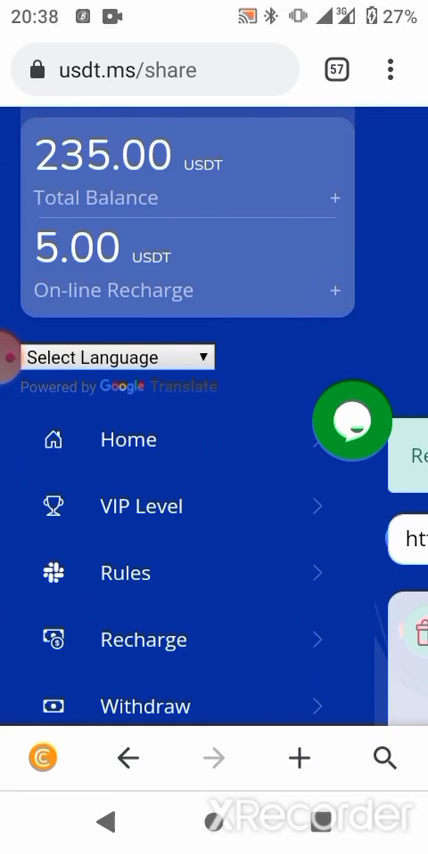 20:38
3G
27%
usdt.ms/share
57
235.00 USDT
Total Balance +
5.00 USDT
On-line Recharge +
Select Language ▼
Powered by Google Translate
Home
VIP Level
Re
Rules
htt
Recharge
Withdraw
XRecorder